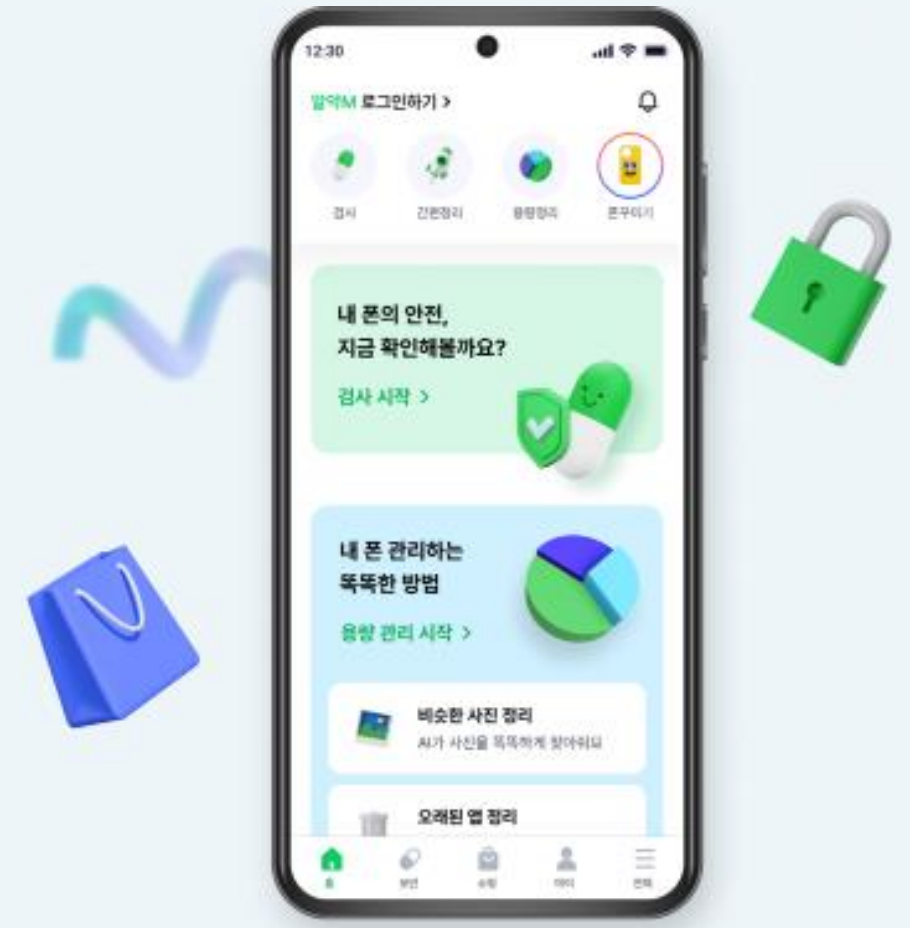 12:30
알약M 로그인하기 >
검사
간편정리
용량정리
폰꾸미기
내 폰의 안전,
지금 확인해볼까요?
검사 시작 >
내 폰 관리하는
똑똑한 방법
용량 관리 시작 >
비슷한 사진 정리
AI가 사진을 똑똑하게 찾아줘요
오래된 앱 정리
홈
보안
쇼핑
마이
전체